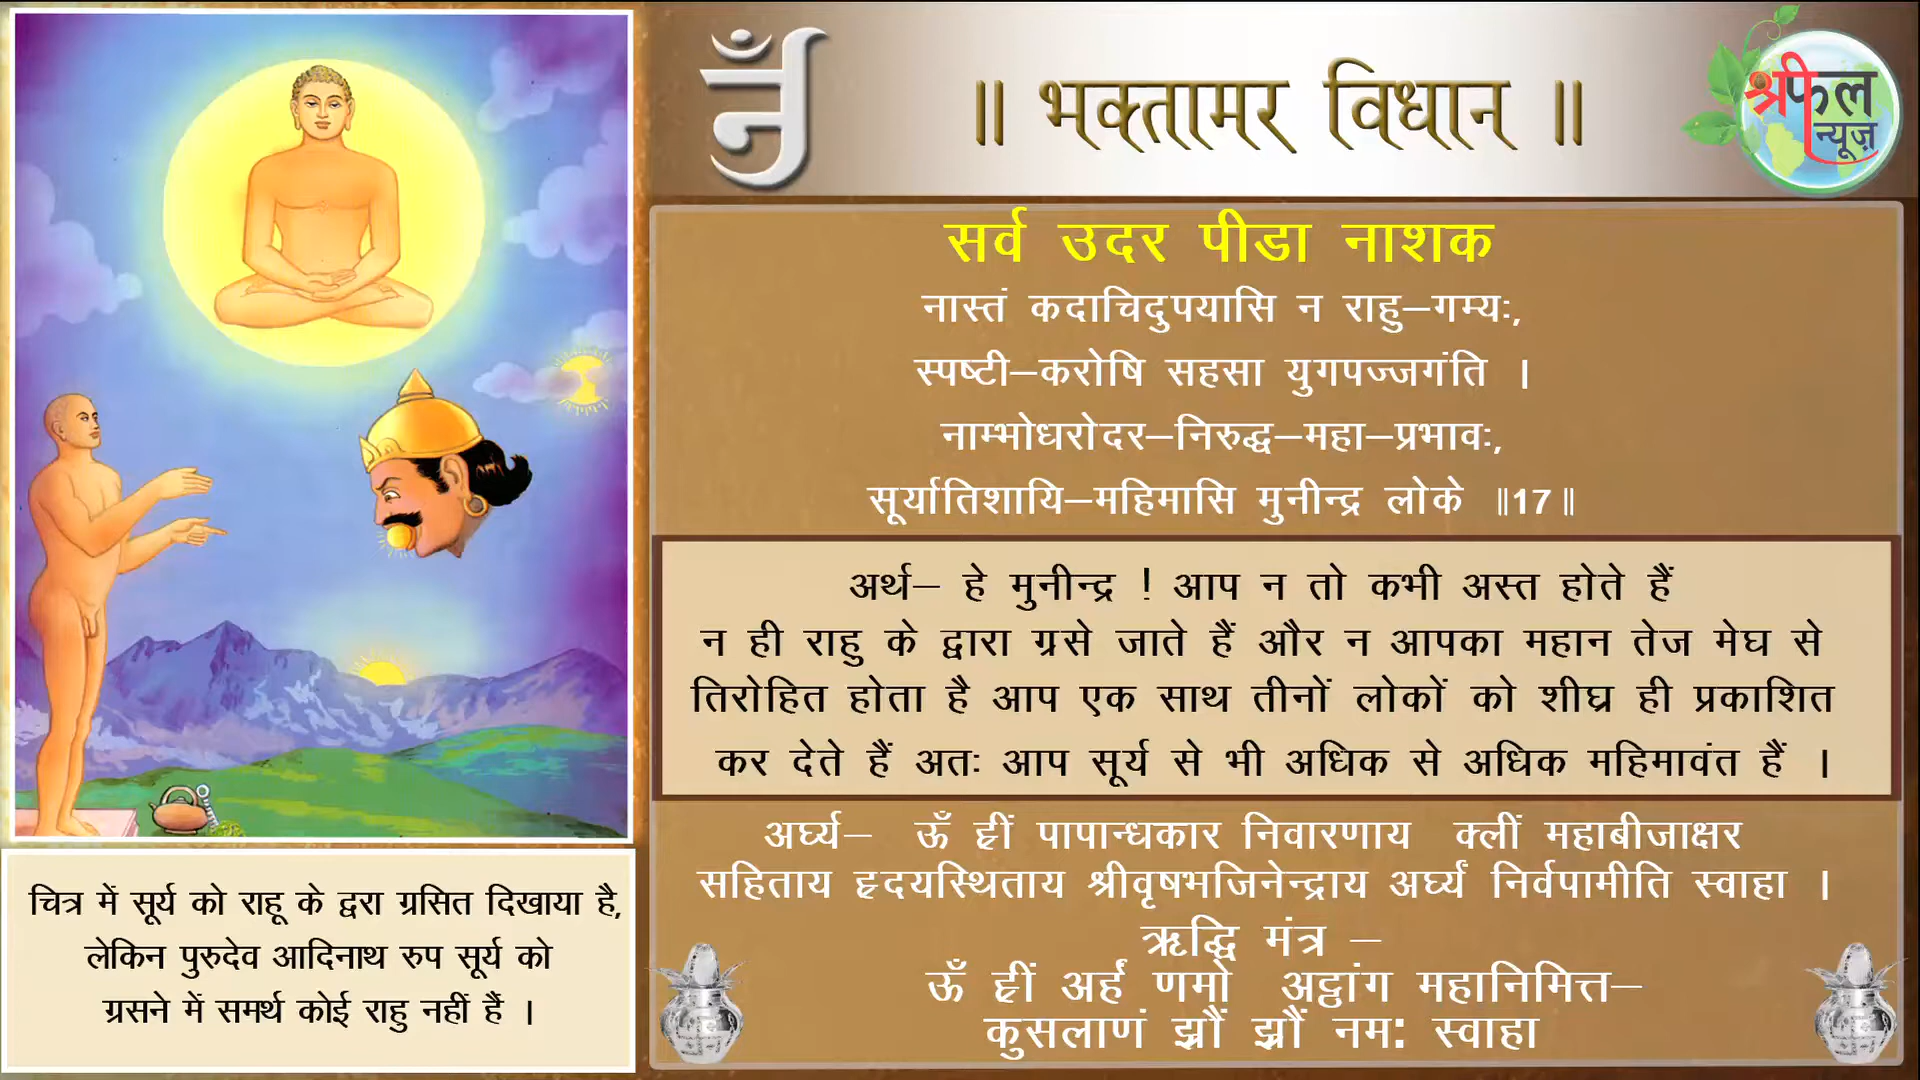 ॥ भक्तामर विधान ॥
श्रीफल
न्यूज़
सर्व उदर पीडा नाशक
नास्तं कदाचिदुपयासि न राहु–गम्यः,
स्पष्टी–करोषि सहसा युगपज्जगंति ।
नाम्भोधरोदर–निरुद्ध–महा–प्रभावः,
सूर्यातिशायि–महिमासि मुनीन्द्र लोके ॥17॥
अर्थ– हे मुनीन्द्र ! आप न तो कभी अस्त होते हैं
न ही राहु के द्वारा ग्रसे जाते हैं और न आपका महान तेज मेघ से
तिरोहित होता है आप एक साथ तीनों लोकों को शीघ्र ही प्रकाशित
कर देते हैं अतः आप सूर्य से भी अधिक से अधिक महिमावंत हैं ।
अर्घ्य– ऊँ ह्रीं पापान्धकार निवारणाय क्लीं महाबीजाक्षर
सहिताय हृदयस्थिताय श्रीवृषभजिनेन्द्राय अर्घ्यं निर्वपामीति स्वाहा ।
ऋद्धि मंत्र –
ऊँ ह्रीं अर्हं णमो अट्ठांग महानिमित्त–
कुसलाणं झ्रौं झ्रौं नम: स्वाहा
चित्र में सूर्य को राहू के द्वरा ग्रसित दिखाया है,
लेकिन पुरुदेव आदिनाथ रुप सूर्य को
ग्रसने में समर्थ कोई राहु नहीं हैं ।